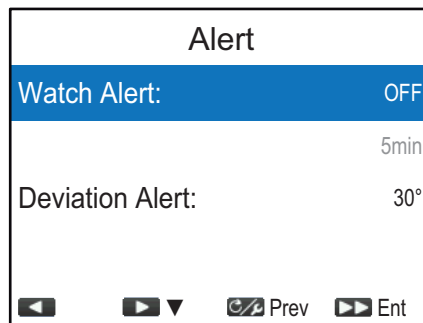 Alert
Watch Alert: OFF
5min
Deviation Alert: 30°
Prev Ent